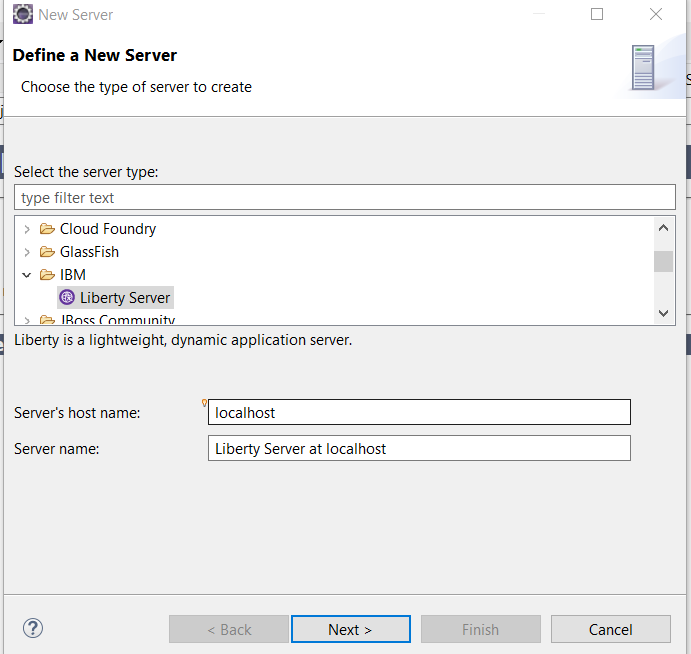 New Server
Define a New Server
Choose the type of server to create
Select the server type:
type filter text
Cloud Foundry
GlassFish
IBM
Liberty Server
JBoss Community
Liberty is a lightweight, dynamic application server.
Server's host name:
localhost
Server name:
Liberty Server at localhost
?
< Back
Next >
Finish
Cancel